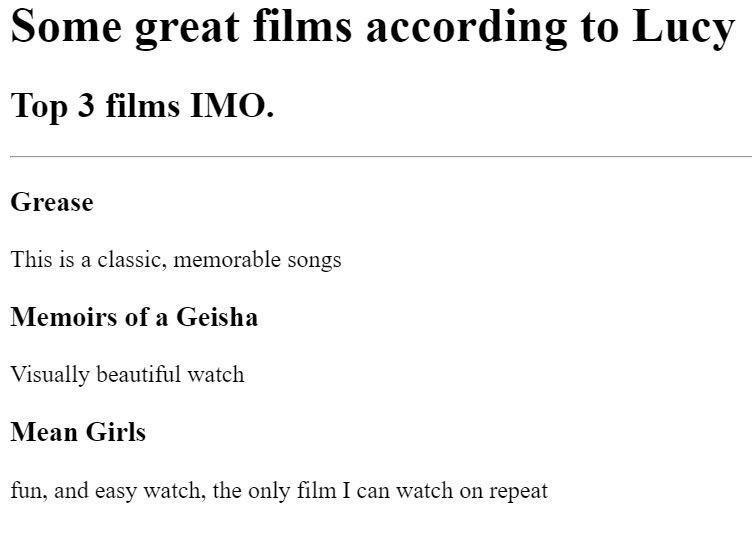 Some great films according to Lucy
Top 3 films IMO.
Grease
This is a classic, memorable songs
Memoirs of a Geisha
Visually beautiful watch
Mean Girls
fun, and easy watch, the only film I can watch on repeat